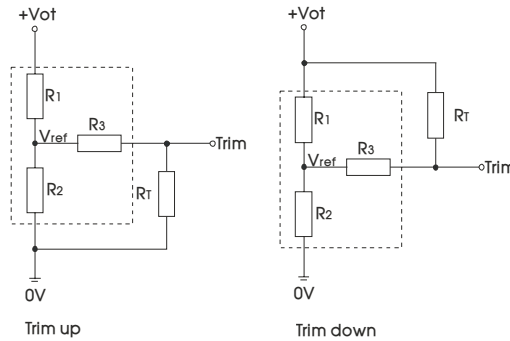 +Vot
R1
Vref
R3
Trim
R2
RT
0V
Trim up
+Vot
R1
RT
Vref
R3
Trim
R2
0V
Trim down